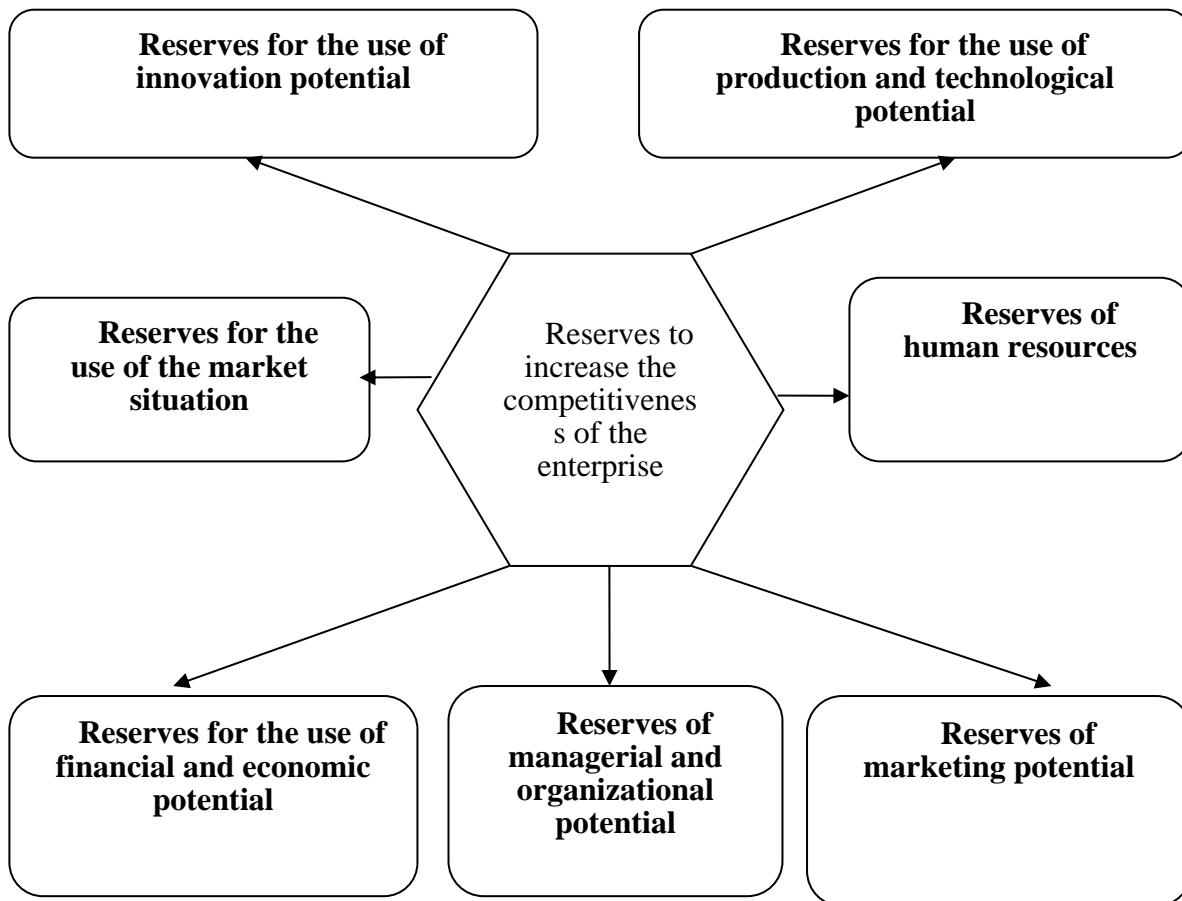 Reserves for the use of
innovation potential
Reserves for the use of
production and technological
potential
Reserves for the
use of the market
situation
Reserves to
increase the
competitivenes
s of the
enterprise
Reserves of
human resources
Reserves for the use of
financial and economic
potential
Reserves of
managerial and
organizational
potential
Reserves of
marketing potential